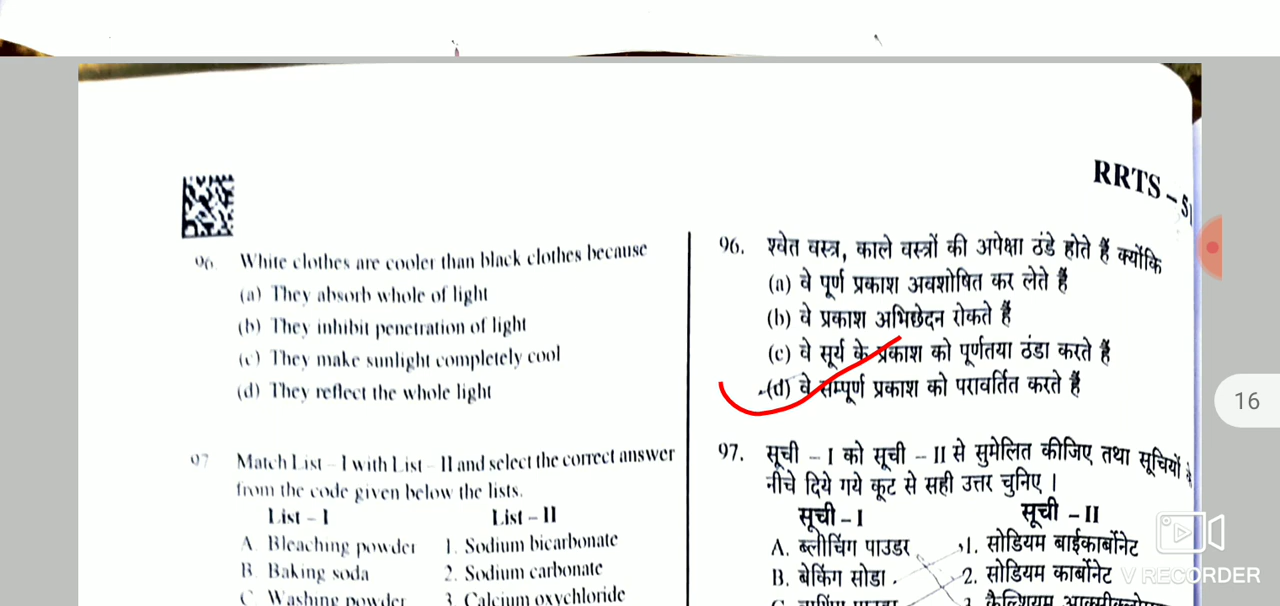 RRTS – 51
96. White clothes are cooler than black clothes because
(a) They absorb whole of light
(b) They inhibit penetration of light
(c) They make sunlight completely cool
(d) They reflect the whole light
97 Match List – I with List – II and select the correct answer
from the code given below the lists.
List – I List – II
A. Bleaching powder 1. Sodium bicarbonate
B. Baking soda 2. Sodium carbonate
C. Washing powder 3. Calcium oxychloride
96. श्वेत वस्त्र, काले वस्त्रों की अपेक्षा ठंडे होते हैं क्योंकि
(a) वे पूर्ण प्रकाश अवशोषित कर लेते हैं
(b) वे प्रकाश अभिछेदन रोकते हैं
(c) वे सूर्य के प्रकाश को पूर्णतया ठंडा करते हैं
(d) वे सम्पूर्ण प्रकाश को परावर्तित करते हैं
97. सूची – I को सूची – II से सुमेलित कीजिए तथा सूचियों के
नीचे दिये गये कूट से सही उत्तर चुनिए ।
सूची – I सूची – II
A. ब्लीचिंग पाउडर 1. सोडियम बाईकार्बोनेट
B. बेकिंग सोडा 2. सोडियम कार्बोनेट
16
V RECORDER